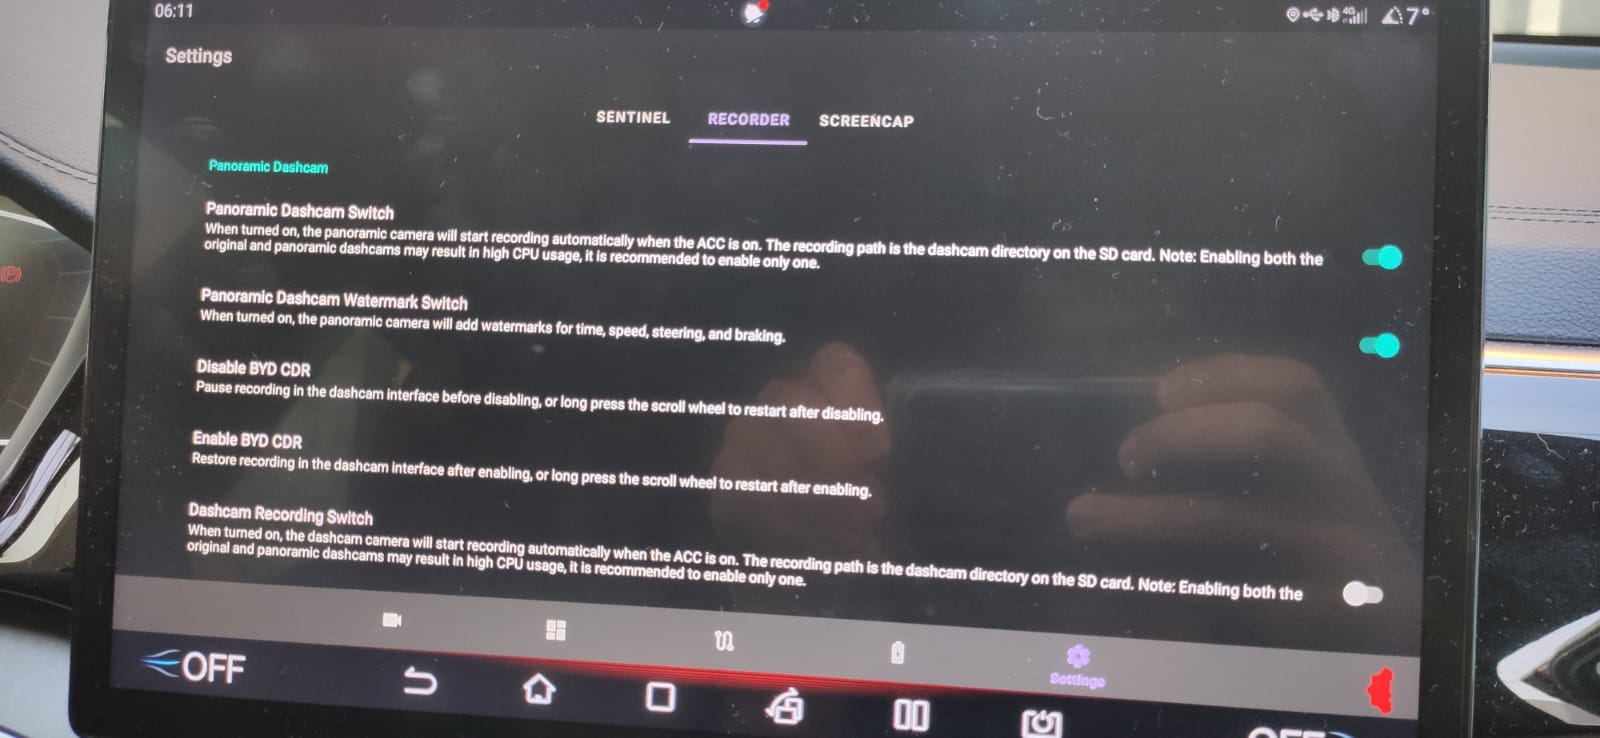 06:11
4G
7°
Settings
SENTINEL RECORDER SCREENCAP
Panoramic Dashcam
Panoramic Dashcam Switch
When turned on, the panoramic camera will start recording automatically when the ACC is on. The recording path is the dashcam directory on the SD card. Note: Enabling both the
original and panoramic dashcams may result in high CPU usage, it is recommended to enable only one.
Panoramic Dashcam Watermark Switch
When turned on, the panoramic camera will add watermarks for time, speed, steering, and braking.
Disable BYD CDR
Pause recording in the dashcam interface before disabling, or long press the scroll wheel to restart after disabling.
Enable BYD CDR
Restore recording in the dashcam interface after enabling, or long press the scroll wheel to restart after enabling.
Dashcam Recording Switch
When turned on, the dashcam camera will start recording automatically when the ACC is on. The recording path is the dashcam directory on the SD card. Note: Enabling both the
original and panoramic dashcams may result in high CPU usage, it is recommended to enable only one.
Settings
OFF
OFF